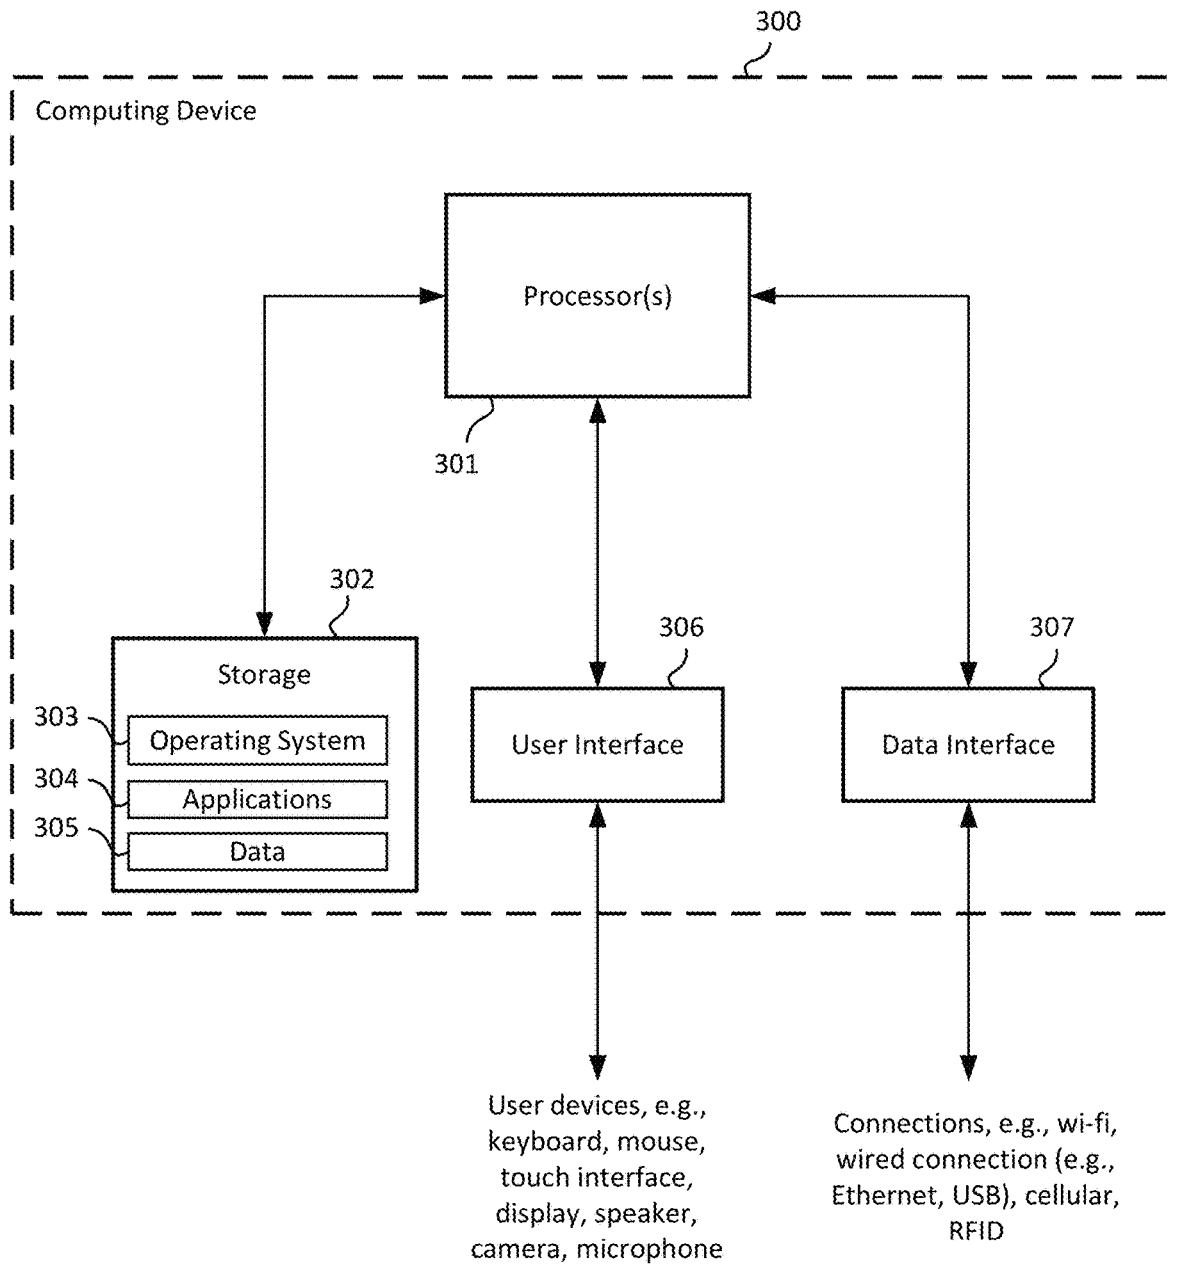 300
Computing Device
Processor(s)
301
302
306
307
Storage
303
Operating System
User Interface
Data Interface
304
Applications
305
Data
User devices, e.g.,
keyboard, mouse,
touch interface,
display, speaker,
camera, microphone
Connections, e.g., wi-fi,
wired connection (e.g.,
Ethernet, USB), cellular,
RFID